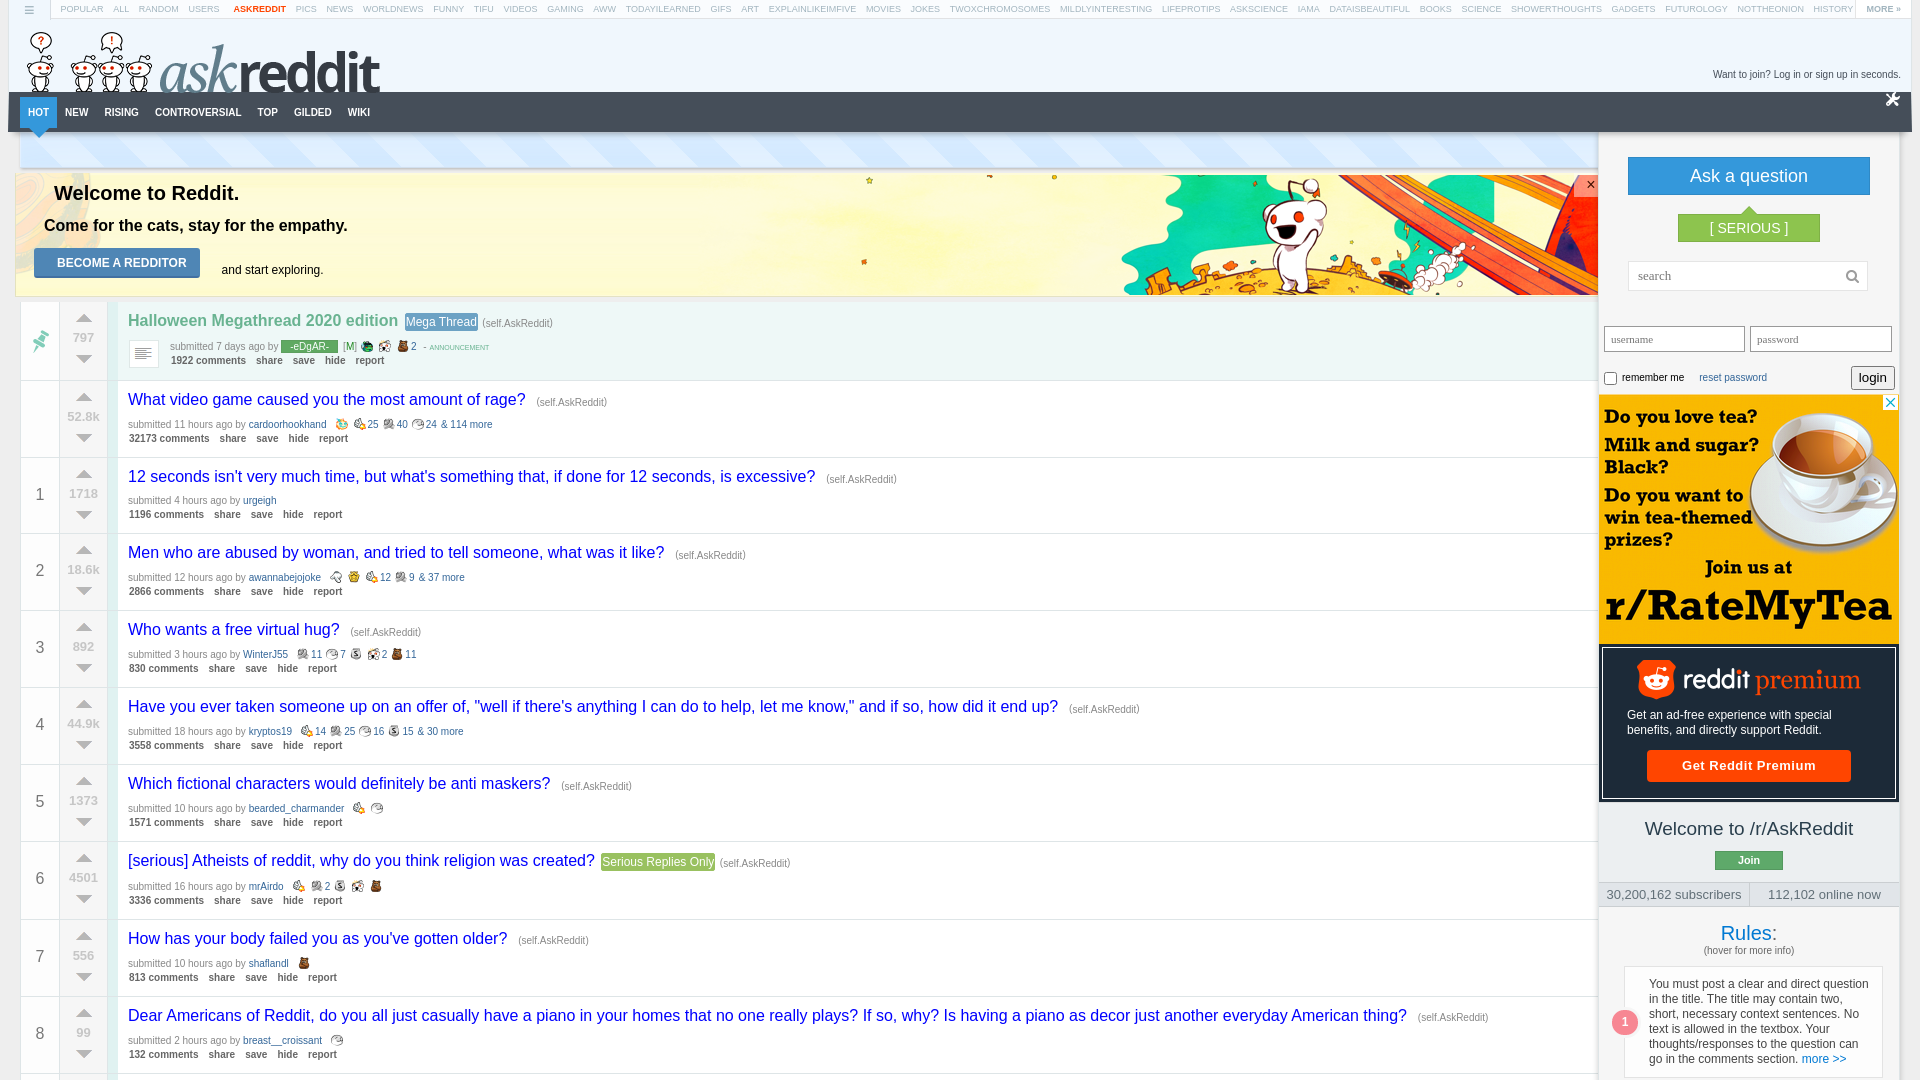 POPULAR ALL RANDOM USERS ASKREDDIT PICS NEWS WORLDNEWS FUNNY TIFU VIDEOS GAMING AWW TODAYILEARNED GIFS ART EXPLAINLIKEIMFIVE MOVIES JOKES TWOXCHROMOSOMES MILDLYINTERESTING LIFEPROTIPS ASKSCIENCE IAMA DATAISBEAUTIFUL BOOKS SCIENCE SHOWERTHOUGHTS GADGETS FUTUROLOGY NOTTHEONION HISTORY MORE »
? !
askreddit
Want to join? Log in or sign up in seconds.
HOT NEW RISING CONTROVERSIAL TOP GILDED WIKI
Welcome to Reddit.
Come for the cats, stay for the empathy.
BECOME A REDDITOR and start exploring.
×
797
Halloween Megathread 2020 edition Mega Thread (self.AskReddit)
submitted 7 days ago by -eDgAR- [M] 2 - ANNOUNCEMENT
1922 comments share save hide report
52.8k
What video game caused you the most amount of rage? (self.AskReddit)
submitted 11 hours ago by cardoorhookhand 25 40 24 & 114 more
32173 comments share save hide report
1
1718
12 seconds isn't very much time, but what's something that, if done for 12 seconds, is excessive? (self.AskReddit)
submitted 4 hours ago by urgeigh
1196 comments share save hide report
2
18.6k
Men who are abused by woman, and tried to tell someone, what was it like? (self.AskReddit)
submitted 12 hours ago by awannabejojoke 12 9 & 37 more
2866 comments share save hide report
3
892
Who wants a free virtual hug? (self.AskReddit)
submitted 3 hours ago by WinterJ55 11 7 2 11
830 comments share save hide report
4
44.9k
Have you ever taken someone up on an offer of, "well if there's anything I can do to help, let me know," and if so, how did it end up? (self.AskReddit)
submitted 18 hours ago by kryptos19 14 25 16 15 & 30 more
3558 comments share save hide report
5
1373
Which fictional characters would definitely be anti maskers? (self.AskReddit)
submitted 10 hours ago by bearded_charmander
1571 comments share save hide report
6
4501
[serious] Atheists of reddit, why do you think religion was created? Serious Replies Only (self.AskReddit)
submitted 16 hours ago by mrAirdo 2
3336 comments share save hide report
7
556
How has your body failed you as you've gotten older? (self.AskReddit)
submitted 10 hours ago by shaflandl
813 comments share save hide report
8
99
Dear Americans of Reddit, do you all just casually have a piano in your homes that no one really plays? If so, why? Is having a piano as decor just another everyday American thing? (self.AskReddit)
submitted 2 hours ago by breast__croissant
132 comments share save hide report
Ask a question
[ SERIOUS ]
search
username password
remember me reset password login
Do you love tea?
Milk and sugar?
Black?
Do you want to
win tea-themed
prizes?
Join us at
r/RateMyTea
reddit premium
Get an ad-free experience with special
benefits, and directly support Reddit.
Get Reddit Premium
Welcome to /r/AskReddit
Join
30,200,162 subscribers 112,102 online now
Rules:
(hover for more info)
1
You must post a clear and direct question
in the title. The title may contain two,
short, necessary context sentences. No
text is allowed in the textbox. Your
thoughts/responses to the question can
go in the comments section. more >>